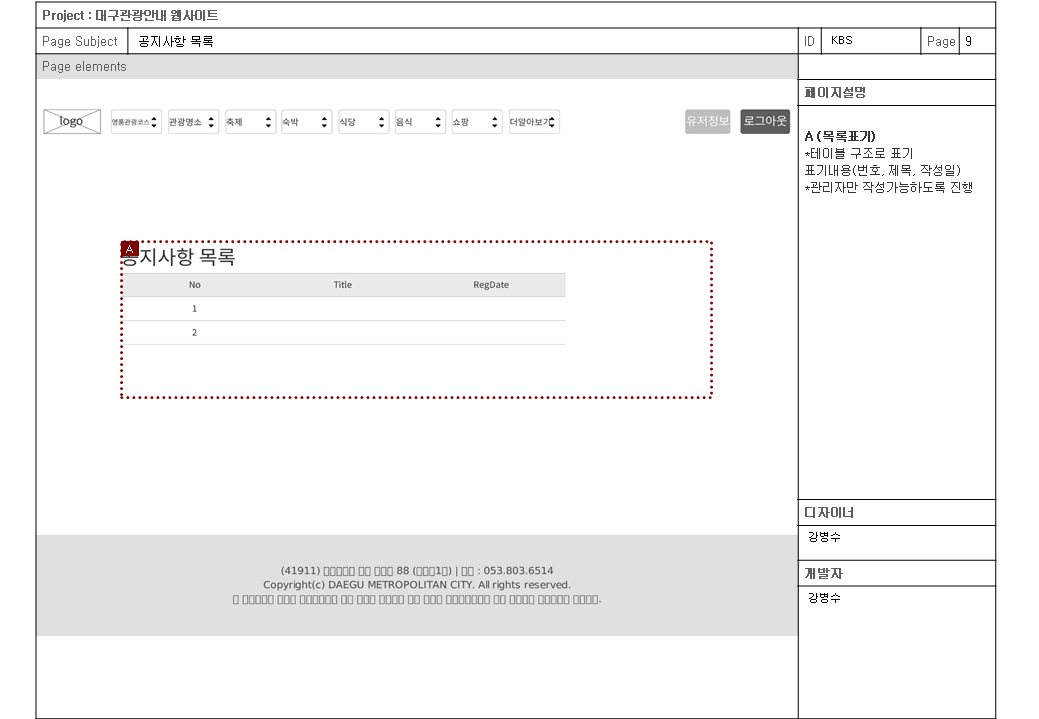 Project : 대구관광안내 웹사이트
Page Subject 공지사항 목록 ID KBS Page 9
Page elements
페이지설명
logo 명품관광코스 관광명소 축제 숙박 식당 음식 쇼핑 더알아보기 유저정보 로그아웃
A (목록표기)
*테이블 구조로 표기
표기내용(번호, 제목, 작성일)
*관리자만 작성가능하도록 진행
A
공지사항 목록
No Title RegDate
1
2
디자이너
강병수
(41911) 88 ( 1 ) | : 053.803.6514
Copyright(c) DAEGU METROPOLITAN CITY. All rights reserved.
개발자
강병수